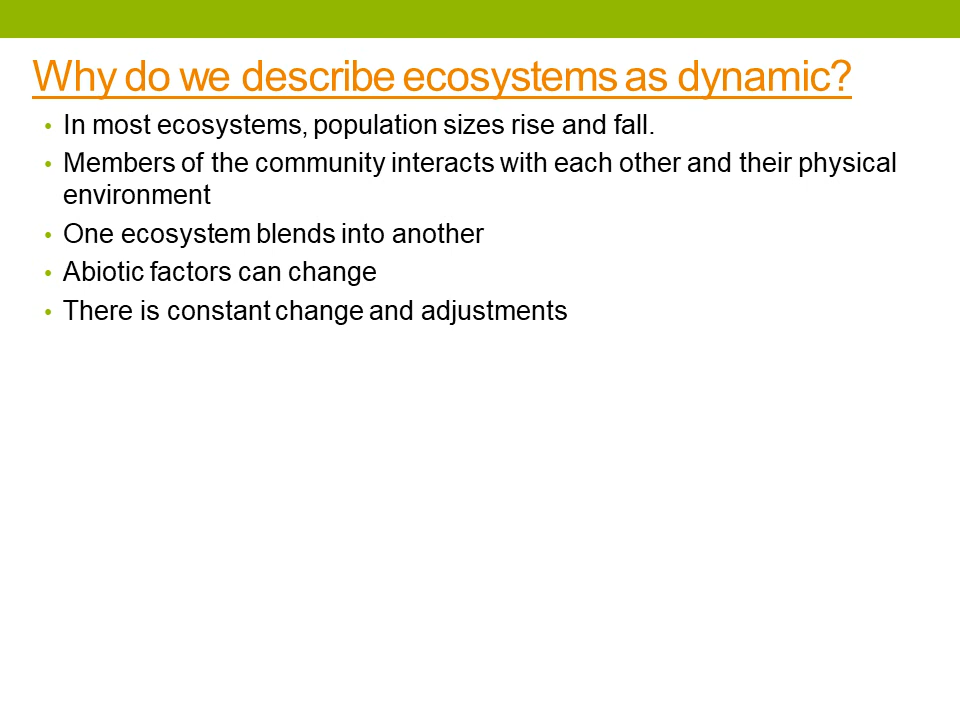 Why do we describe ecosystems as dynamic?
• In most ecosystems, population sizes rise and fall.
• Members of the community interacts with each other and their physical
environment
• One ecosystem blends into another
• Abiotic factors can change
• There is constant change and adjustments